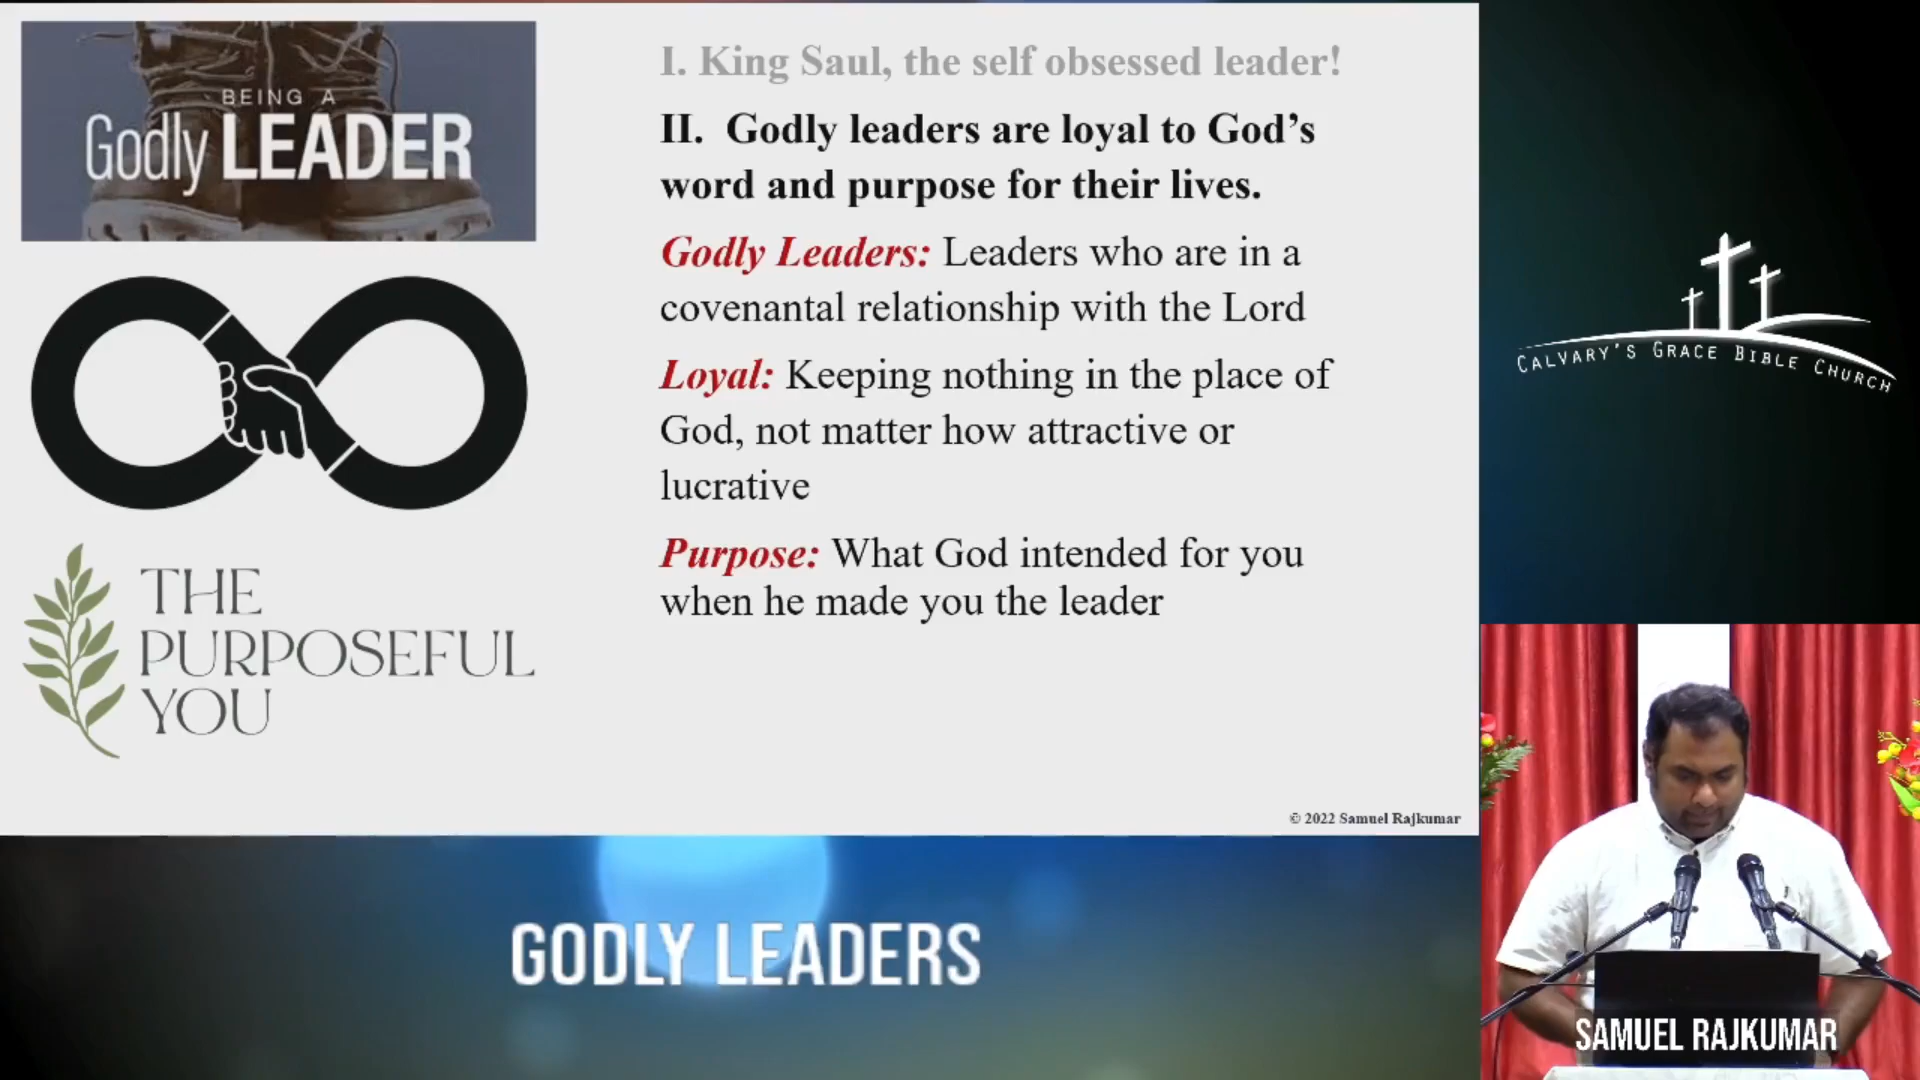 BEING A
Godly LEADER
THE
PURPOSEFUL
YOU
I. King Saul, the self obsessed leader!
II. Godly leaders are loyal to God’s
word and purpose for their lives.
Godly Leaders: Leaders who are in a
covenantal relationship with the Lord
Loyal: Keeping nothing in the place of
God, not matter how attractive or
lucrative
Purpose: What God intended for you
when he made you the leader
© 2022 Samuel Rajkumar
CALVARY'S GRACE BIBLE CHURCH
GODLY LEADERS
SAMUEL RAJKUMAR